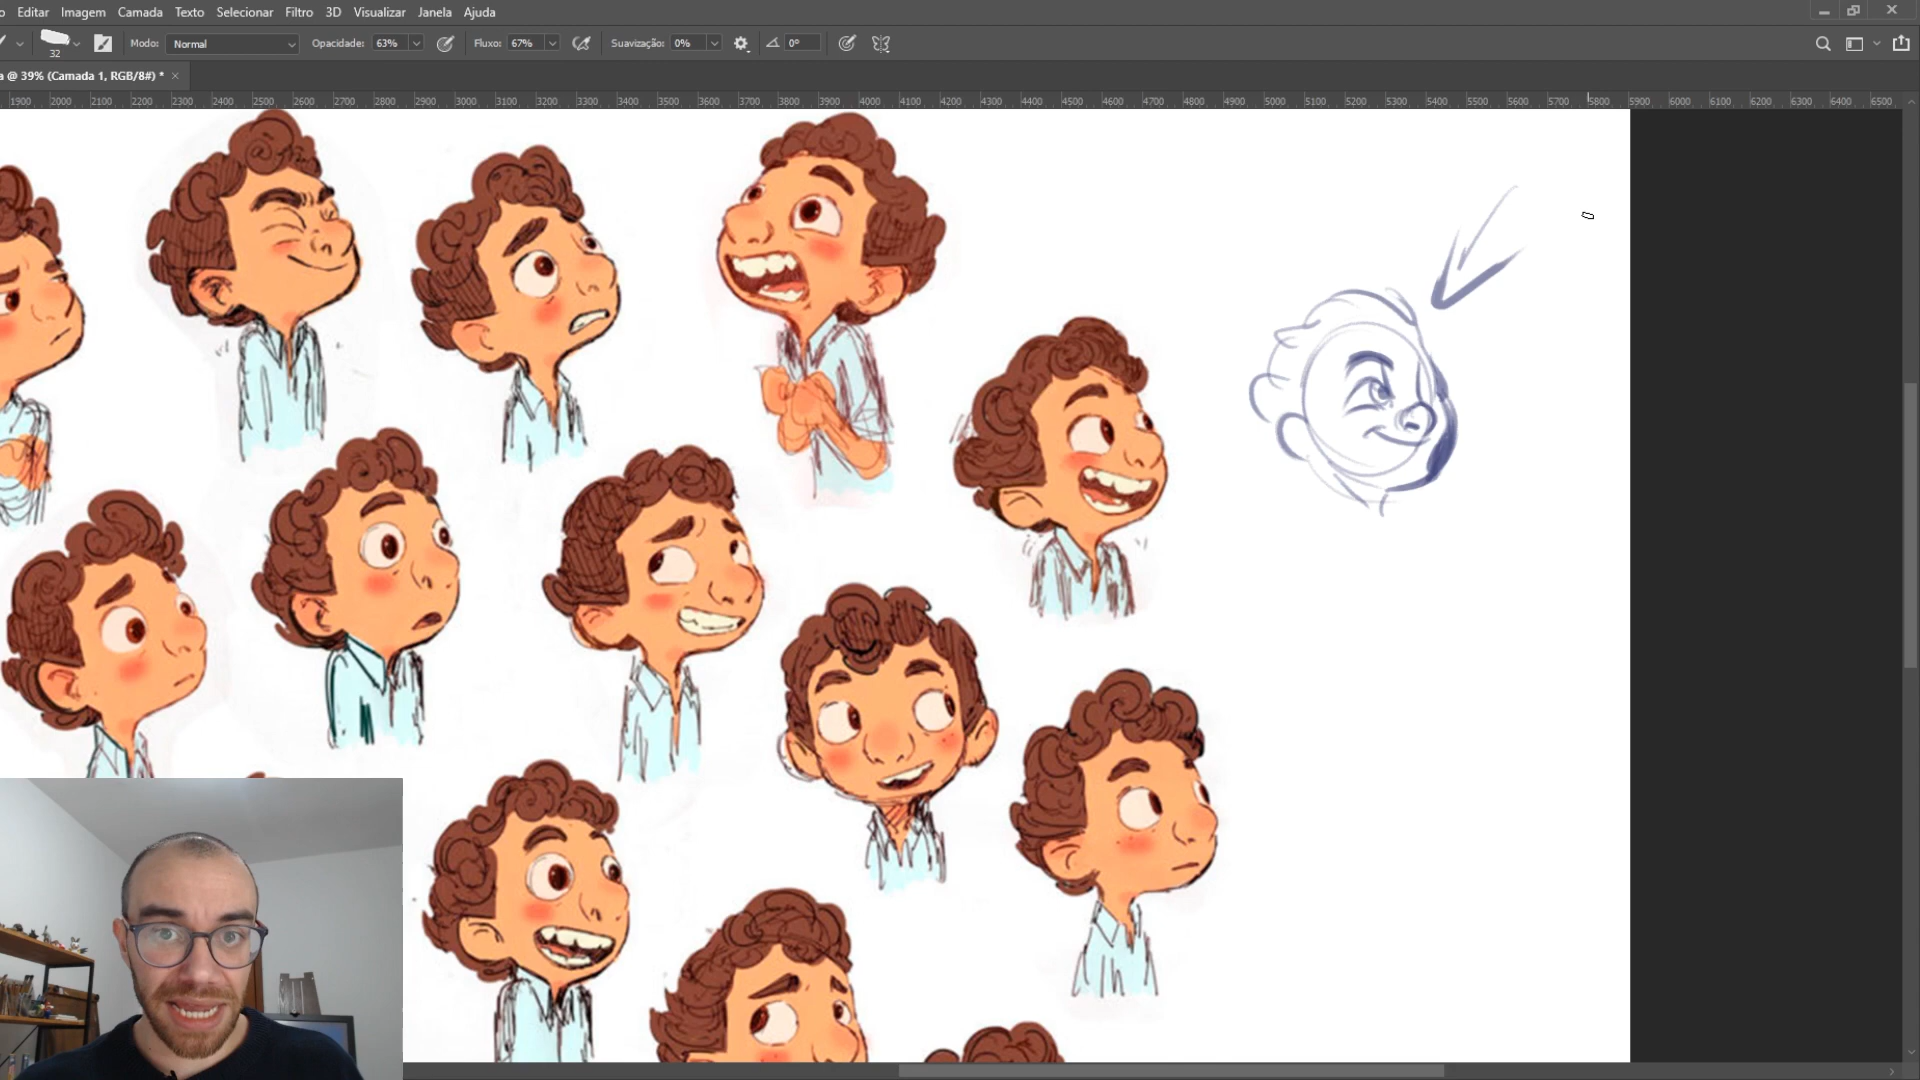 Editar Imagem Camada Texto Selecionar Filtro 3D Visualizar Janela Ajuda
32 Modo: Normal Opacidade: 63% Fluxo: 67% Suavização: 0% 0°
a @ 39% (Camada 1, RGB/8#) * ×
1900 2000 2100 2200 2300 2400 2500 2600 2700 2800 2900 3000 3100 3200 3300 3400 3500 3600 3700 3800 3900 4000 4100 4200 4300 4400 4500 4600 4700 4800 4900 5000 5100 5200 5300 5400 5500 5600 5700 5800 5900 6000 6100 6200 6300 6400 6500